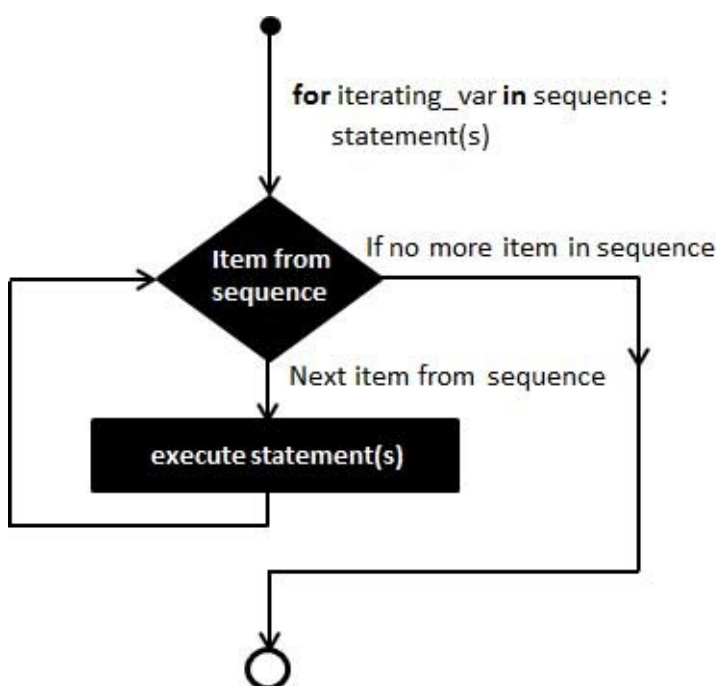 for iterating_var in sequence :
statement(s)
If no more item in sequence
Item from
sequence
Next item from sequence
execute statement(s)